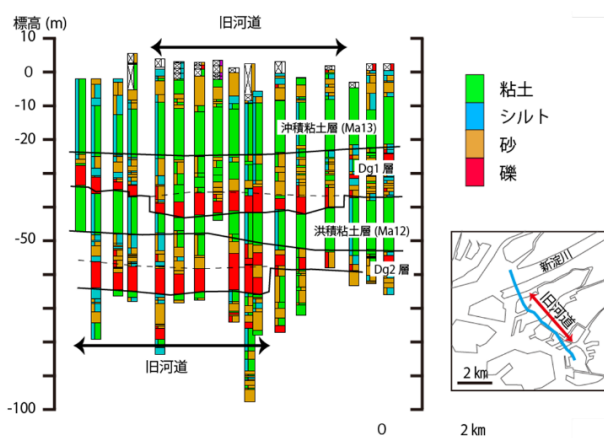 旧河道
標高 (m)
10
0
-10
-20
-50
-100
沖積粘土層 (Ma13)
Dg1 層
洪積粘土層 (Ma12)
Dg2 層
旧河道
0 2 km
粘土
シルト
砂
礫
新淀川
旧河道
2 km